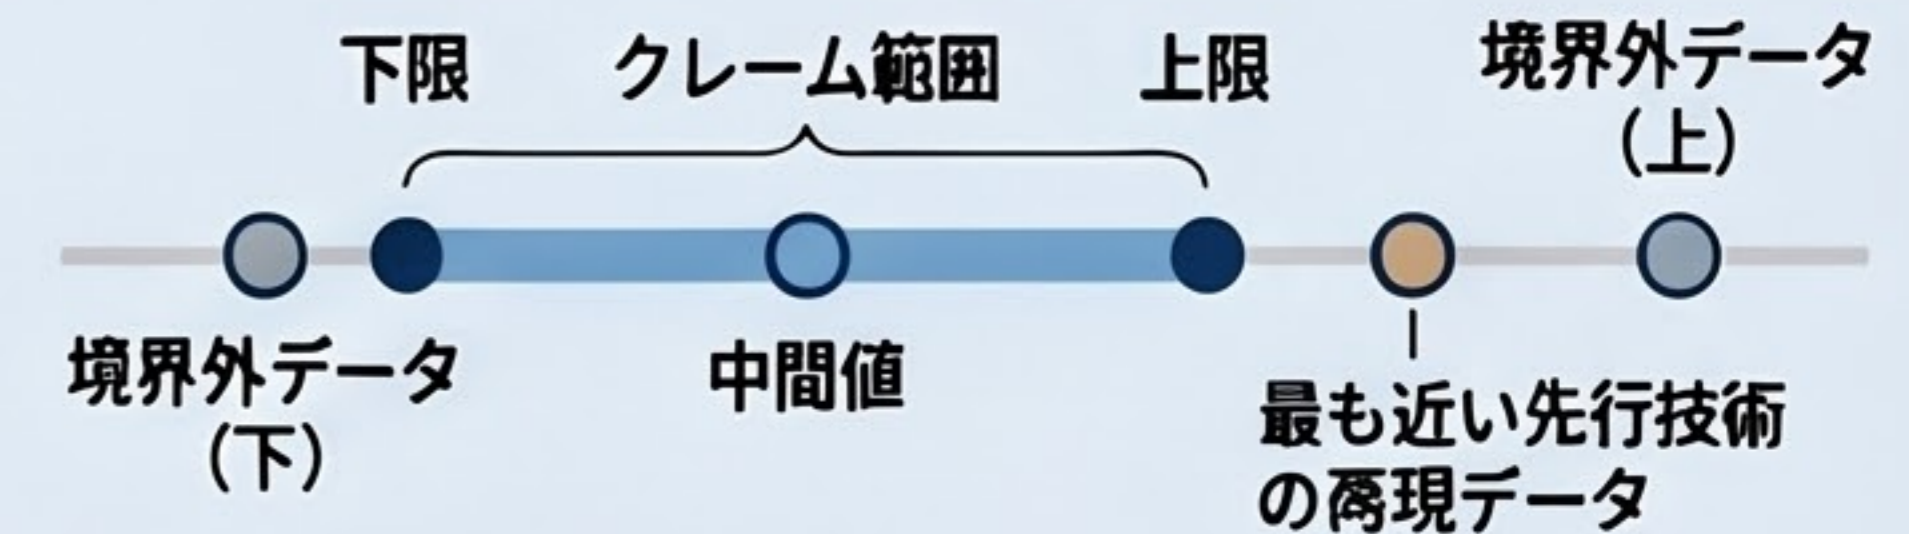 下限
クレーム範囲
上限
境界外データ
（上）
境界外データ
（下）
中間値
最も近い先行技術
データ